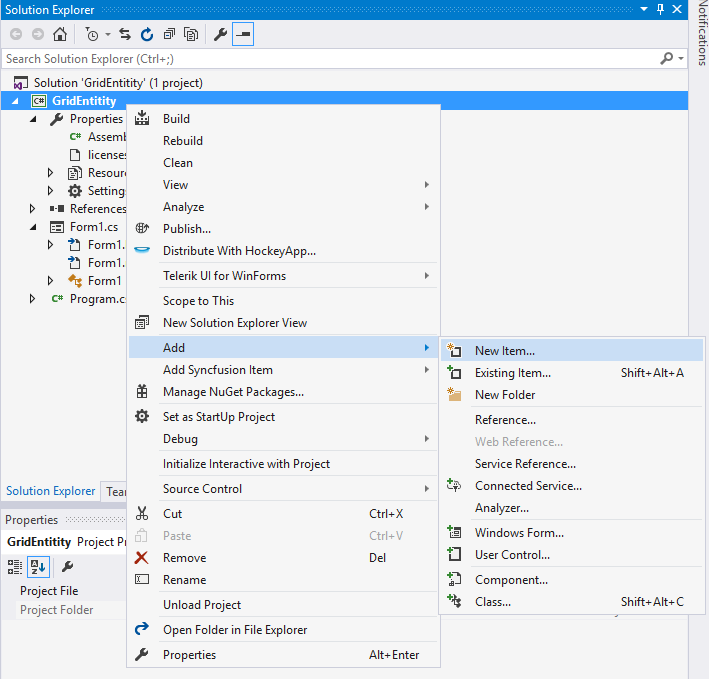 Solution Explorer
Notifications
Search Solution Explorer (Ctrl+;)
Solution 'GridEntitity' (1 project)
C# GridEntitity
Properties
C# Assemb
licenses
Resour
Settings
References
Form1.cs
Form1.
Form1.
Form1
C# Program.c
Build
Rebuild
Clean
View
Analyze
Publish...
Distribute With HockeyApp...
Telerik UI for WinForms
Scope to This
New Solution Explorer View
Add
Add Syncfusion Item
Manage NuGet Packages...
Set as StartUp Project
Debug
Initialize Interactive with Project
Source Control
Cut Ctrl+X
Paste Ctrl+V
Remove Del
Rename
Unload Project
Open Folder in File Explorer
Properties Alt+Enter
New Item...
Existing Item... Shift+Alt+A
New Folder
Reference...
Web Reference...
Service Reference...
Connected Service...
Analyzer...
Windows Form...
User Control...
Component...
Class... Shift+Alt+C
Solution Explorer Tea
Properties
GridEntitity Project P
Project File
Project Folder